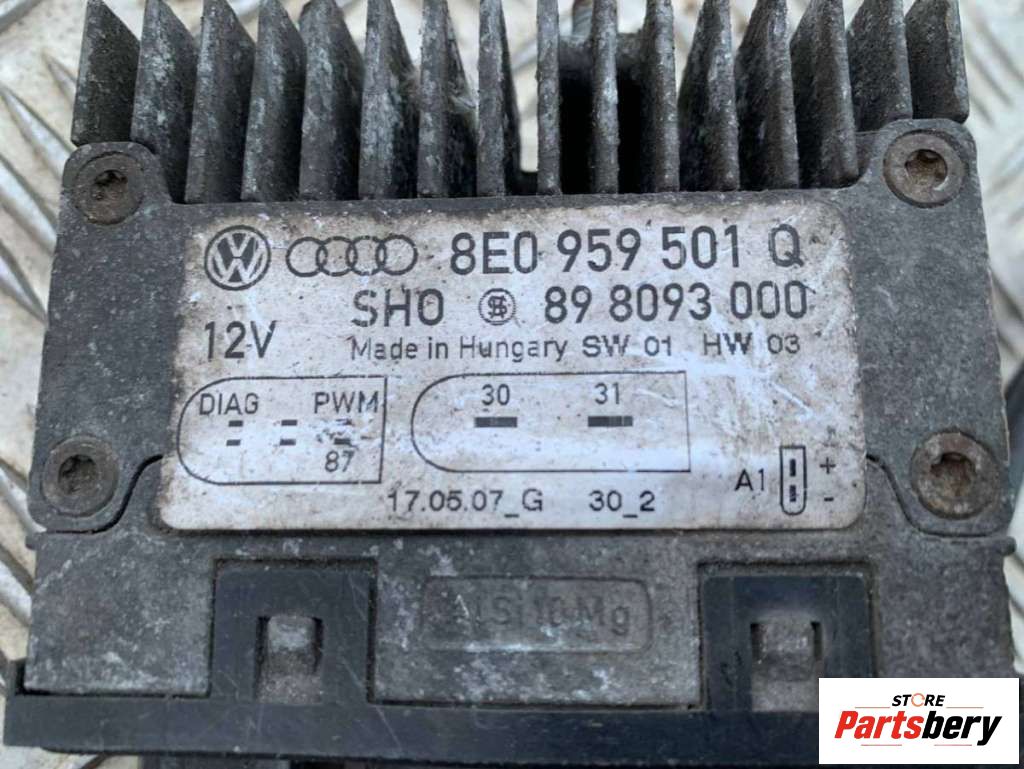 8E0 959 501 Q
SHO 89 8093 000
12V
Made in Hungary SW 01 HW 03
DIAG PWM
87
30 31
A1 + -
17.05.07_G 30_2
STORE
Partsbery